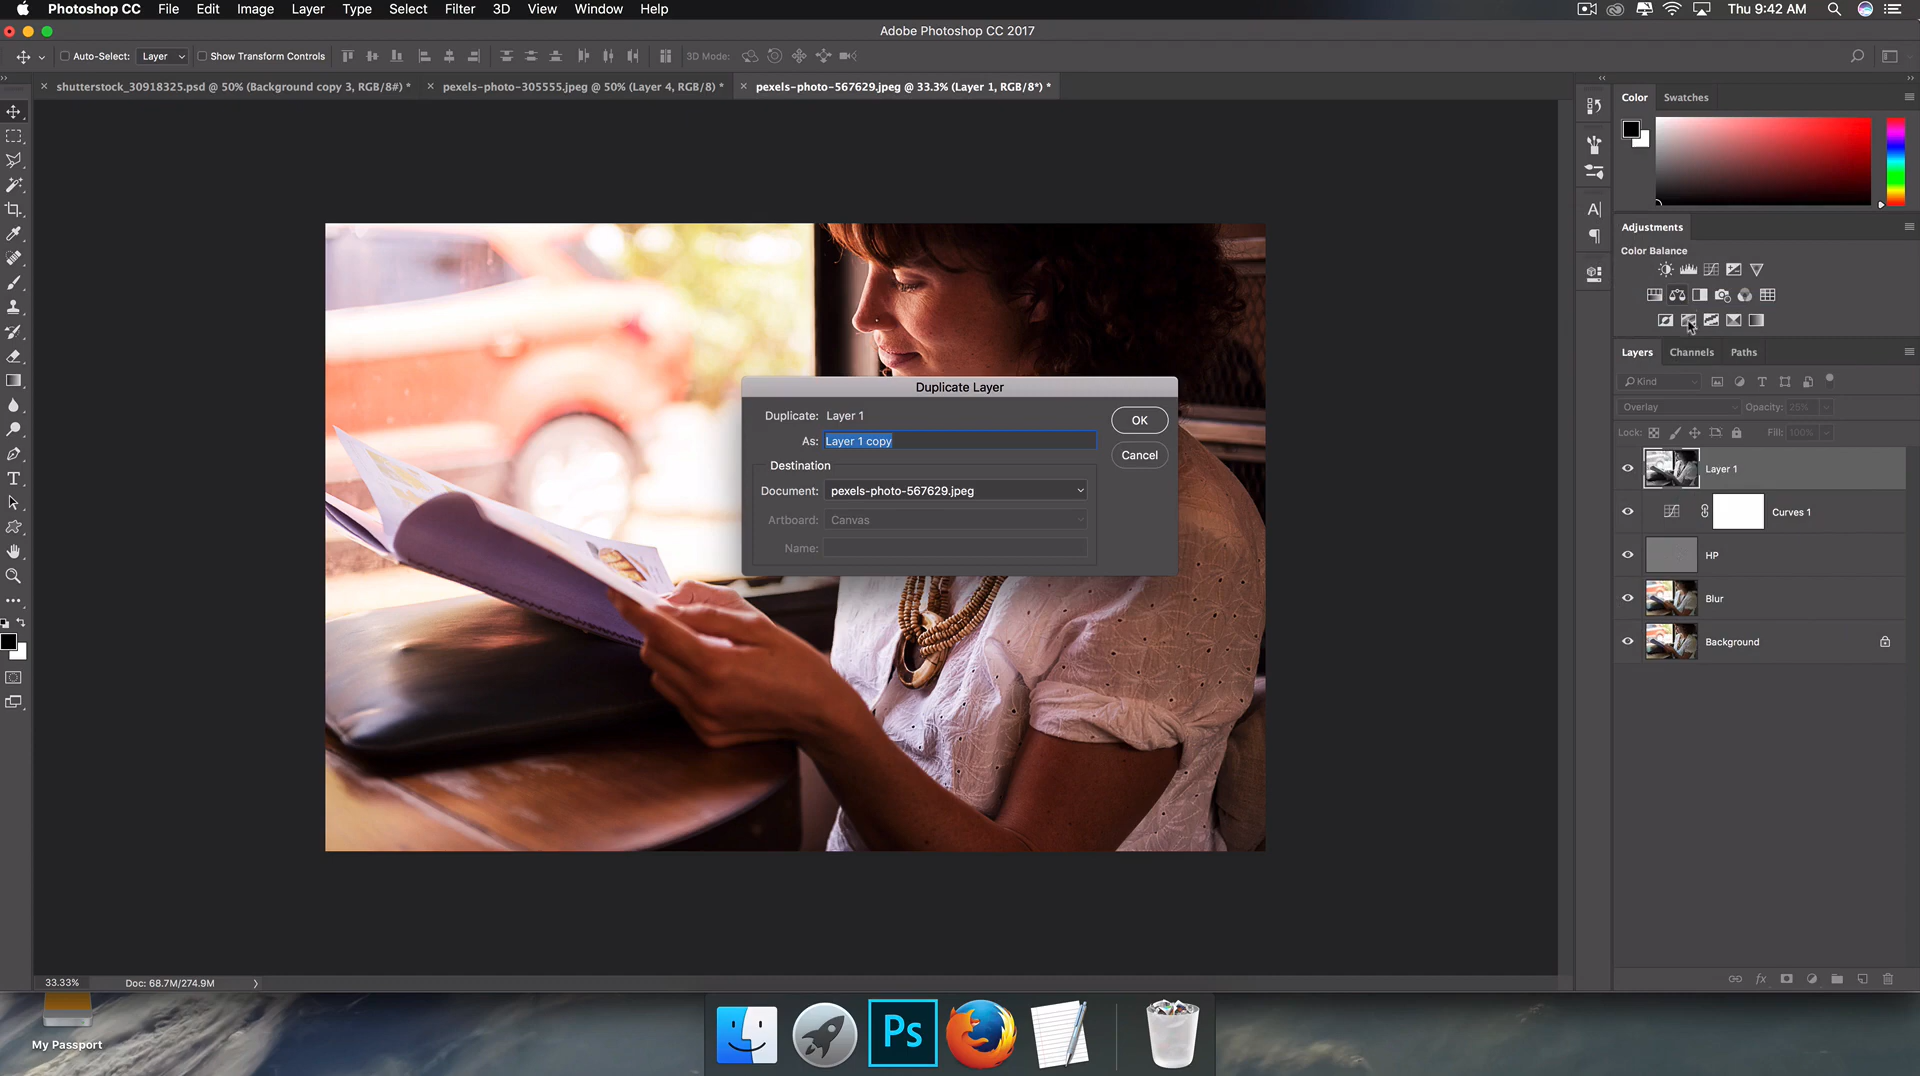 Photoshop CC File Edit Image Layer Type Select Filter 3D View Window Help Thu 9:42 AM
Adobe Photoshop CC 2017
Auto-Select: Layer Show Transform Controls 3D Mode:
shutterstock_30918325.psd @ 50% (Background copy 3, RGB/8#) * pexels-photo-305555.jpeg @ 50% (Layer 4, RGB/8) * pexels-photo-567629.jpeg @ 33.3% (Layer 1, RGB/8*) *
Color Swatches
Adjustments
Color Balance
Layers Channels Paths
Kind
Overlay Opacity: 25%
Lock: Fill: 100%
Layer 1
Curves 1
HP
Blur
Background
Duplicate Layer
Duplicate: Layer 1
OK
As: Layer 1 copy
Cancel
Destination
Document: pexels-photo-567629.jpeg
Artboard: Canvas
Name:
33.33% Doc: 68.7M/274.9M
fx
Ps
My Passport